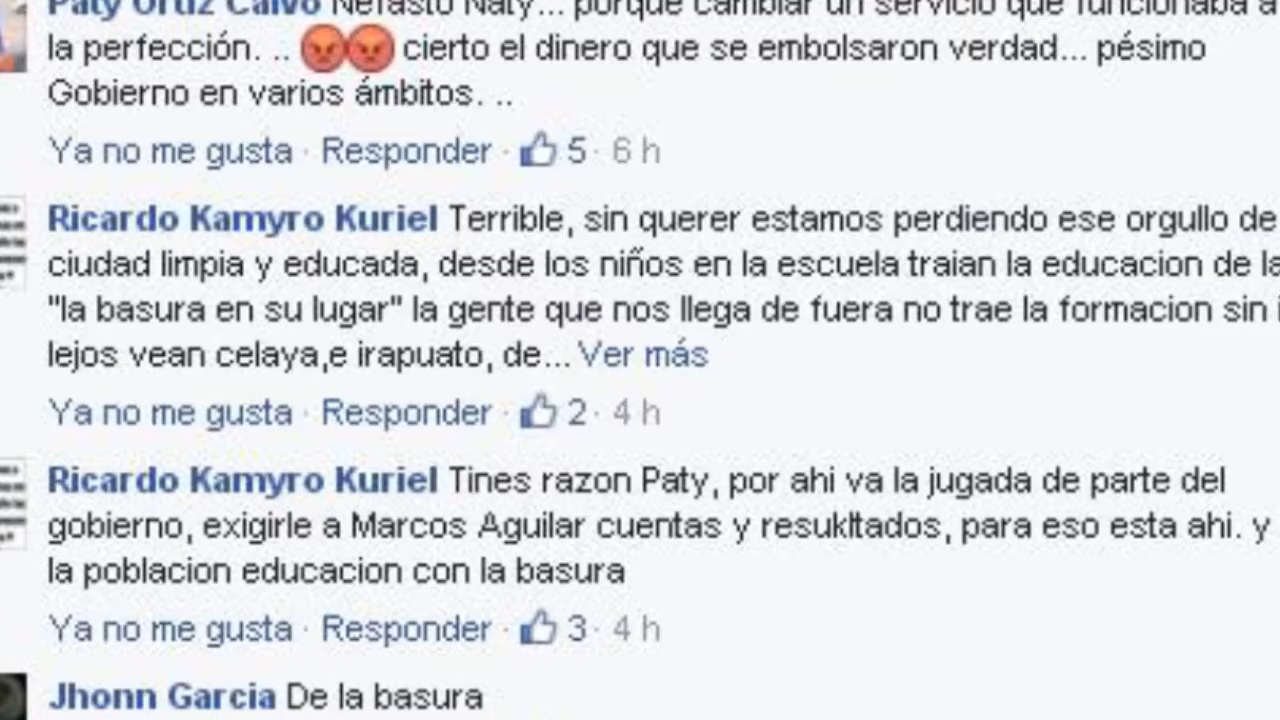 Paty Ortiz Calvo Nefasto Naty... porque cambiar un servicio que funcionaba a
la perfección. .. 😡😡 cierto el dinero que se embolsaron verdad... pésimo
Gobierno en varios ámbitos. ..
Ya no me gusta · Responder · 5 · 6 h
Ricardo Kamyro Kuriel Terrible, sin querer estamos perdiendo ese orgullo de
ciudad limpia y educada, desde los niños en la escuela traian la educacion de la
"la basura en su lugar" la gente que nos llega de fuera no trae la formacion sin
lejos vean celaya,e irapuato, de... Ver más
Ya no me gusta · Responder · 2 · 4 h
Ricardo Kamyro Kuriel Tines razon Paty, por ahi va la jugada de parte del
gobierno, exigirle a Marcos Aguilar cuentas y resukltados, para eso esta ahi. y
la poblacion educacion con la basura
Ya no me gusta · Responder · 3 · 4 h
Jhonn Garcia De la basura